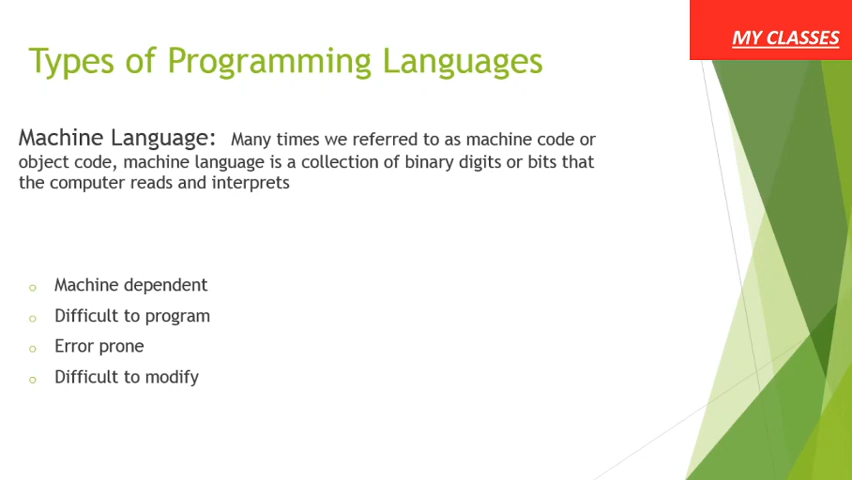 MY CLASSES
Types of Programming Languages
Machine Language: Many times we referred to as machine code or
object code, machine language is a collection of binary digits or bits that
the computer reads and interprets
Machine dependent
Difficult to program
Error prone
Difficult to modify